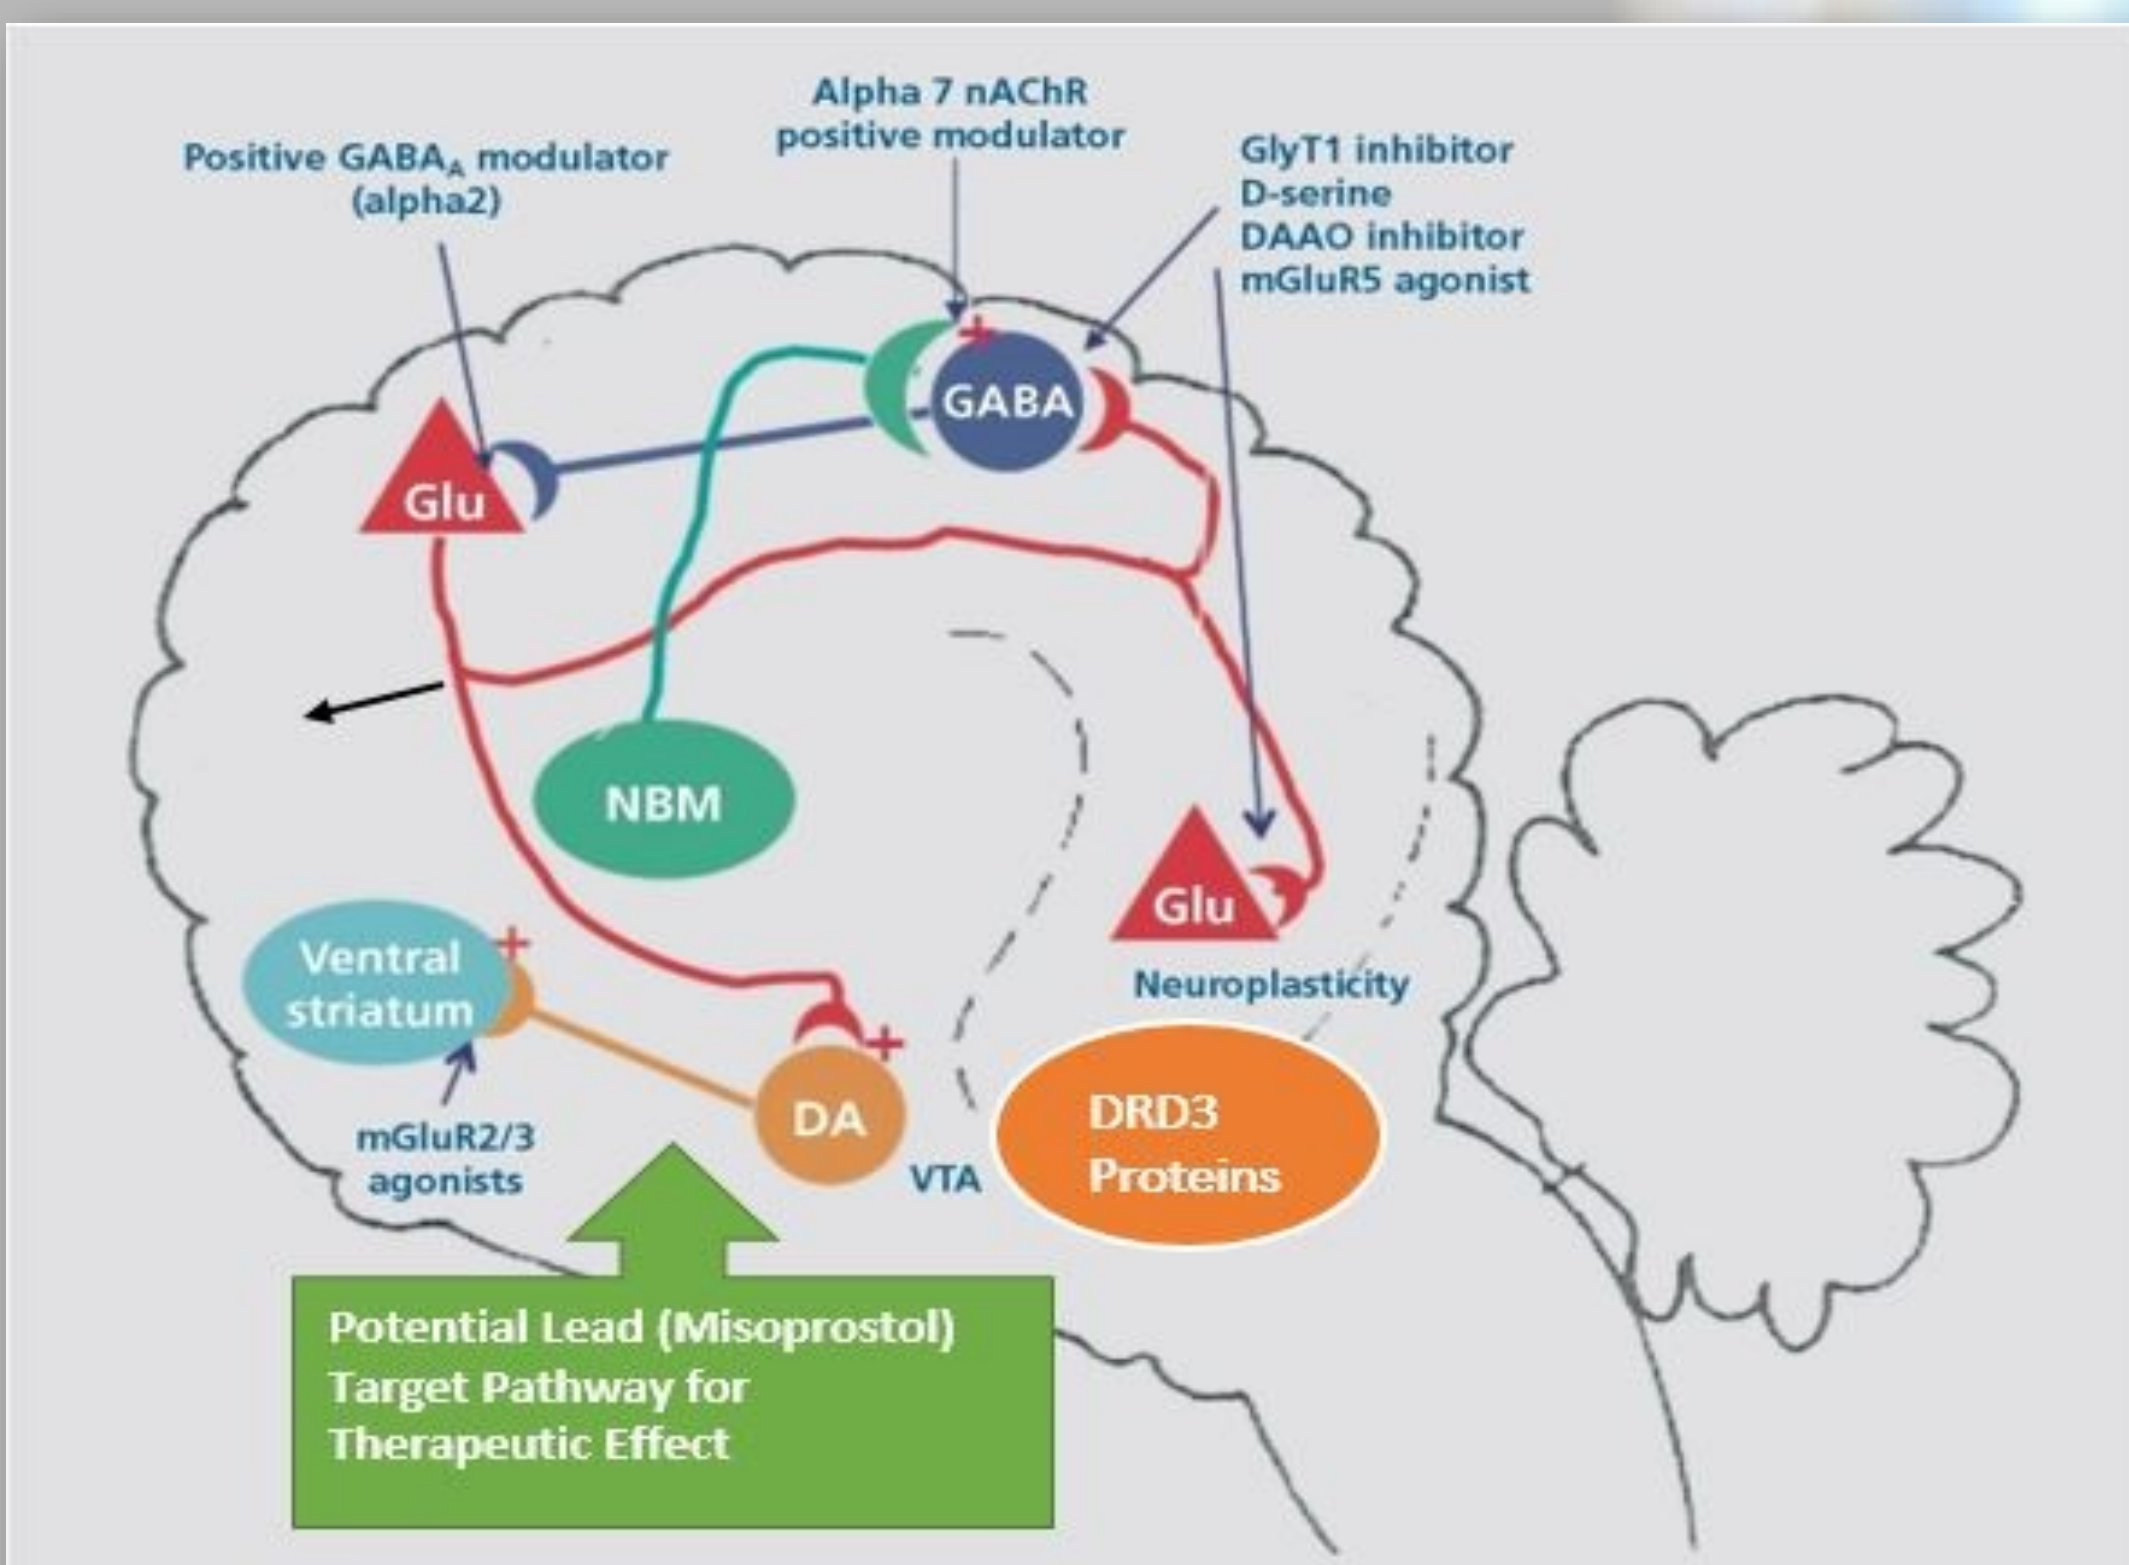 Alpha 7 nAChR
positive modulator
Positive GABAA modulator
(alpha2)
GlyT1 inhibitor
D-serine
DAAO inhibitor
mGluR5 agonist
GABA
Glu
NBM
Glu
Neuroplasticity
Ventral
striatum
mGluR2/3
agonists
DA
VTA
DRD3
Proteins
Potential Lead (Misoprostol)
Target Pathway for
Therapeutic Effect